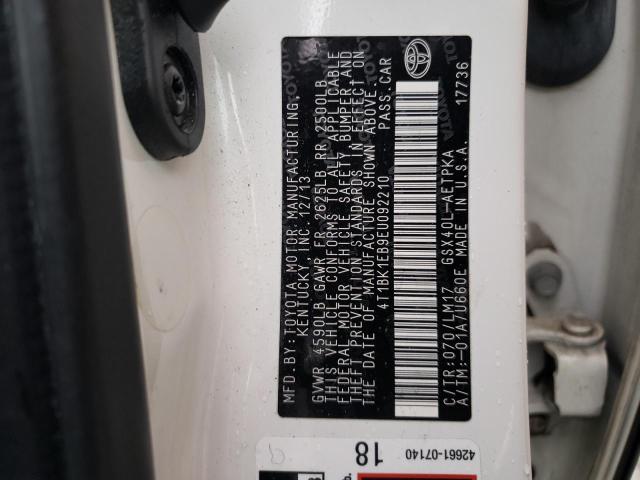 MFD.BY:TOYOTA MOTOR MANUFACTURING,
KENTUCKY, INC. 12/13
GVWR 4590LB GAWR FR 2625LB RR 2500LB
THIS VEHICLE CONFORMS TO ALL APPLICABLE
FEDERAL MOTOR VEHICLE SAFETY, BUMPER,AND
THEFT PREVENTION STANDARDS IN EFFECT ON
THE DATE OF MANUFACTURE SHOWN ABOVE.
4T1BK1EB9EU092210 PASS.CAR
C/TR:070/LM17 GSX40L-AETPKA
A/TM:-01A7U660E MADE IN U.S.A. 17736
TOYOTA
42661-07140
18